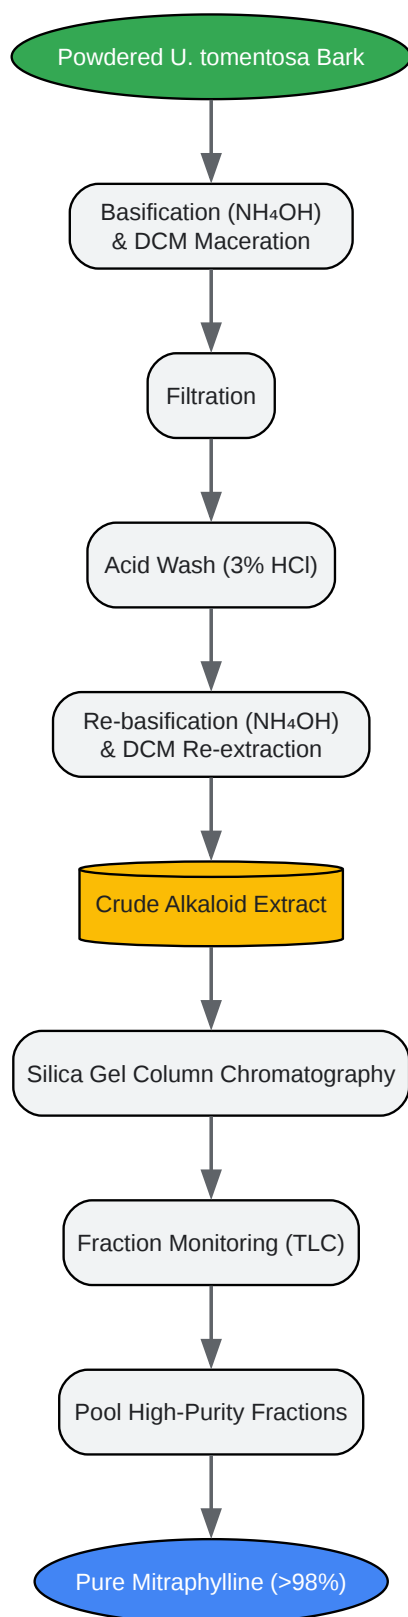 Powdered U. tomentosa Bark
Basification (NH₄OH)
& DCM Maceration
Filtration
Acid Wash (3% HCl)
Re-basification (NH₄OH)
& DCM Re-extraction
Crude Alkaloid Extract
Silica Gel Column Chromatography
Fraction Monitoring (TLC)
Pool High-Purity Fractions
Pure Mitraphylline (>98%)